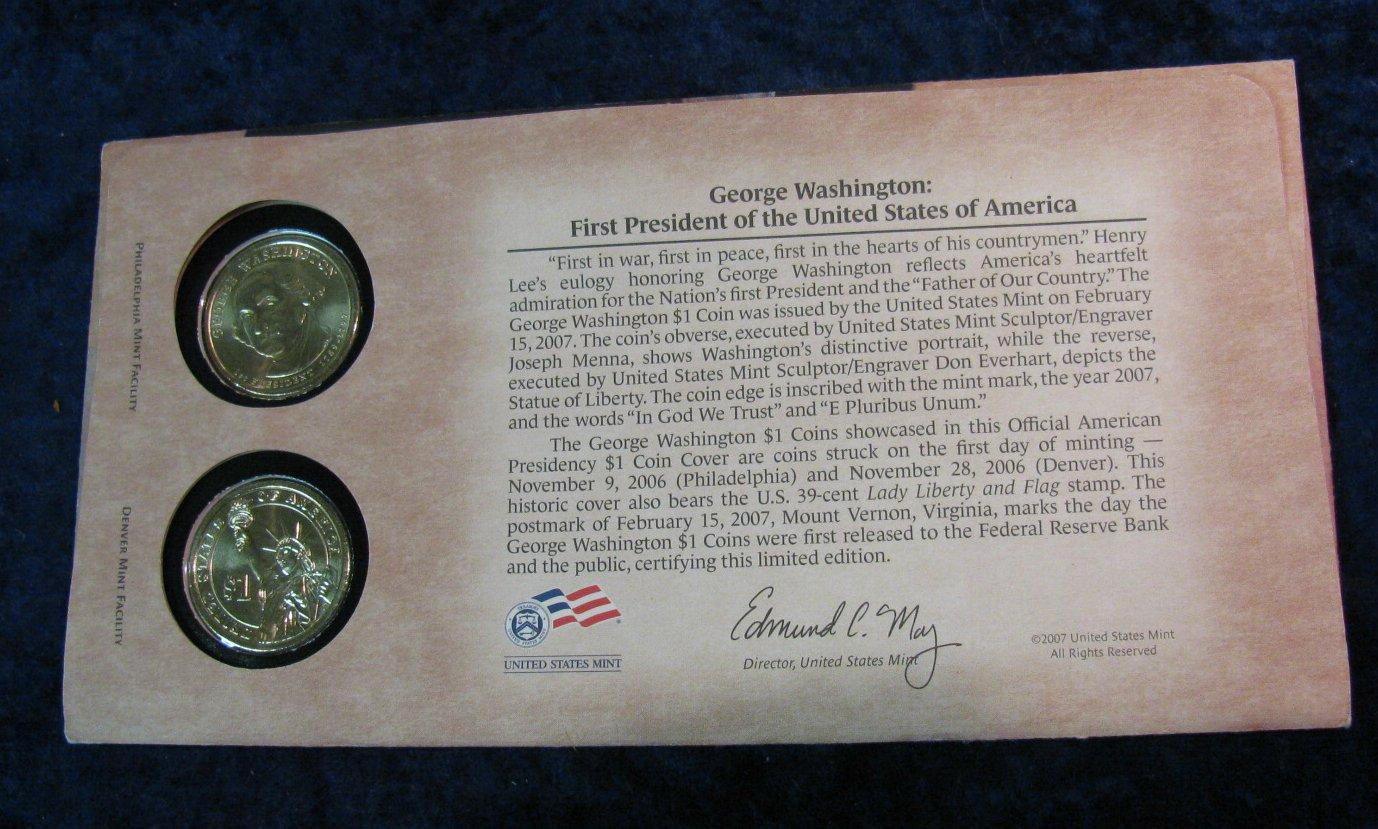 George Washington:
First President of the United States of America
“First in war, first in peace, first in the hearts of his countrymen.” Henry
Lee’s eulogy honoring George Washington reflects America’s heartfelt
admiration for the Nation’s first President and the “Father of Our Country.” The
George Washington $1 Coin was issued by the United States Mint on February
15, 2007. The coin’s obverse, executed by United States Mint Sculptor/Engraver
Joseph Menna, shows Washington’s distinctive portrait, while the reverse,
executed by United States Mint Sculptor/Engraver Don Everhart, depicts the
Statue of Liberty. The coin edge is inscribed with the mint mark, the year 2007,
and the words “In God We Trust” and “E Pluribus Unum.”
The George Washington $1 Coins showcased in this Official American
Presidency $1 Coin Cover are coins struck on the first day of minting —
November 9, 2006 (Philadelphia) and November 28, 2006 (Denver). This
historic cover also bears the U.S. 39-cent Lady Liberty and Flag stamp. The
postmark of February 15, 2007, Mount Vernon, Virginia, marks the day the
George Washington $1 Coins were first released to the Federal Reserve Bank
and the public, certifying this limited edition.
UNITED STATES MINT
Edmund C. Moy
Director, United States Mint
©2007 United States Mint
All Rights Reserved
PHILADELPHIA MINT FACILITY
GEORGE WASHINGTON
1st PRESIDENT 1789-1797
DENVER MINT FACILITY
UNITED STATES OF AMERICA
$1